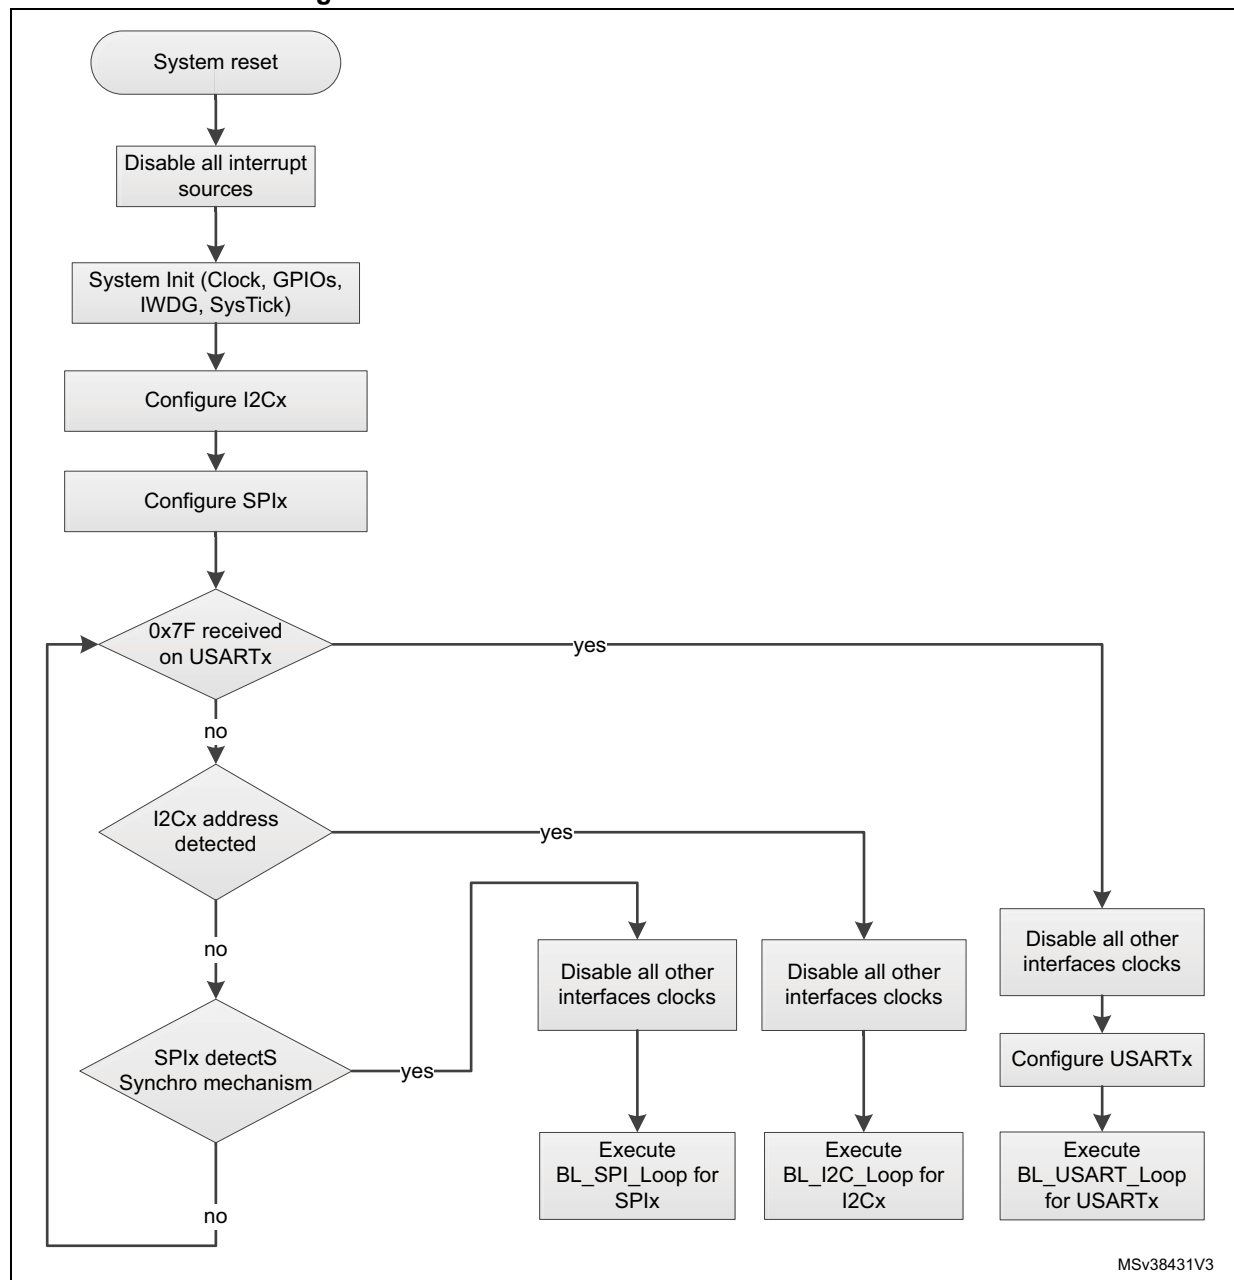 System reset
Disable all interrupt
sources
System Init (Clock, GPIOs,
IWDG, SysTick)
Configure I2Cx
Configure SPIx
0x7F received
on USARTx
yes
no
I2Cx address
detected
yes
no
SPIx detectS
Synchro mechanism
yes
no
Disable all other
interfaces clocks
Execute
BL_SPI_Loop for
SPIx
Disable all other
interfaces clocks
Execute
BL_I2C_Loop for
I2Cx
Disable all other
interfaces clocks
Configure USARTx
Execute
BL_USART_Loop
for USARTx
MSv38431V3